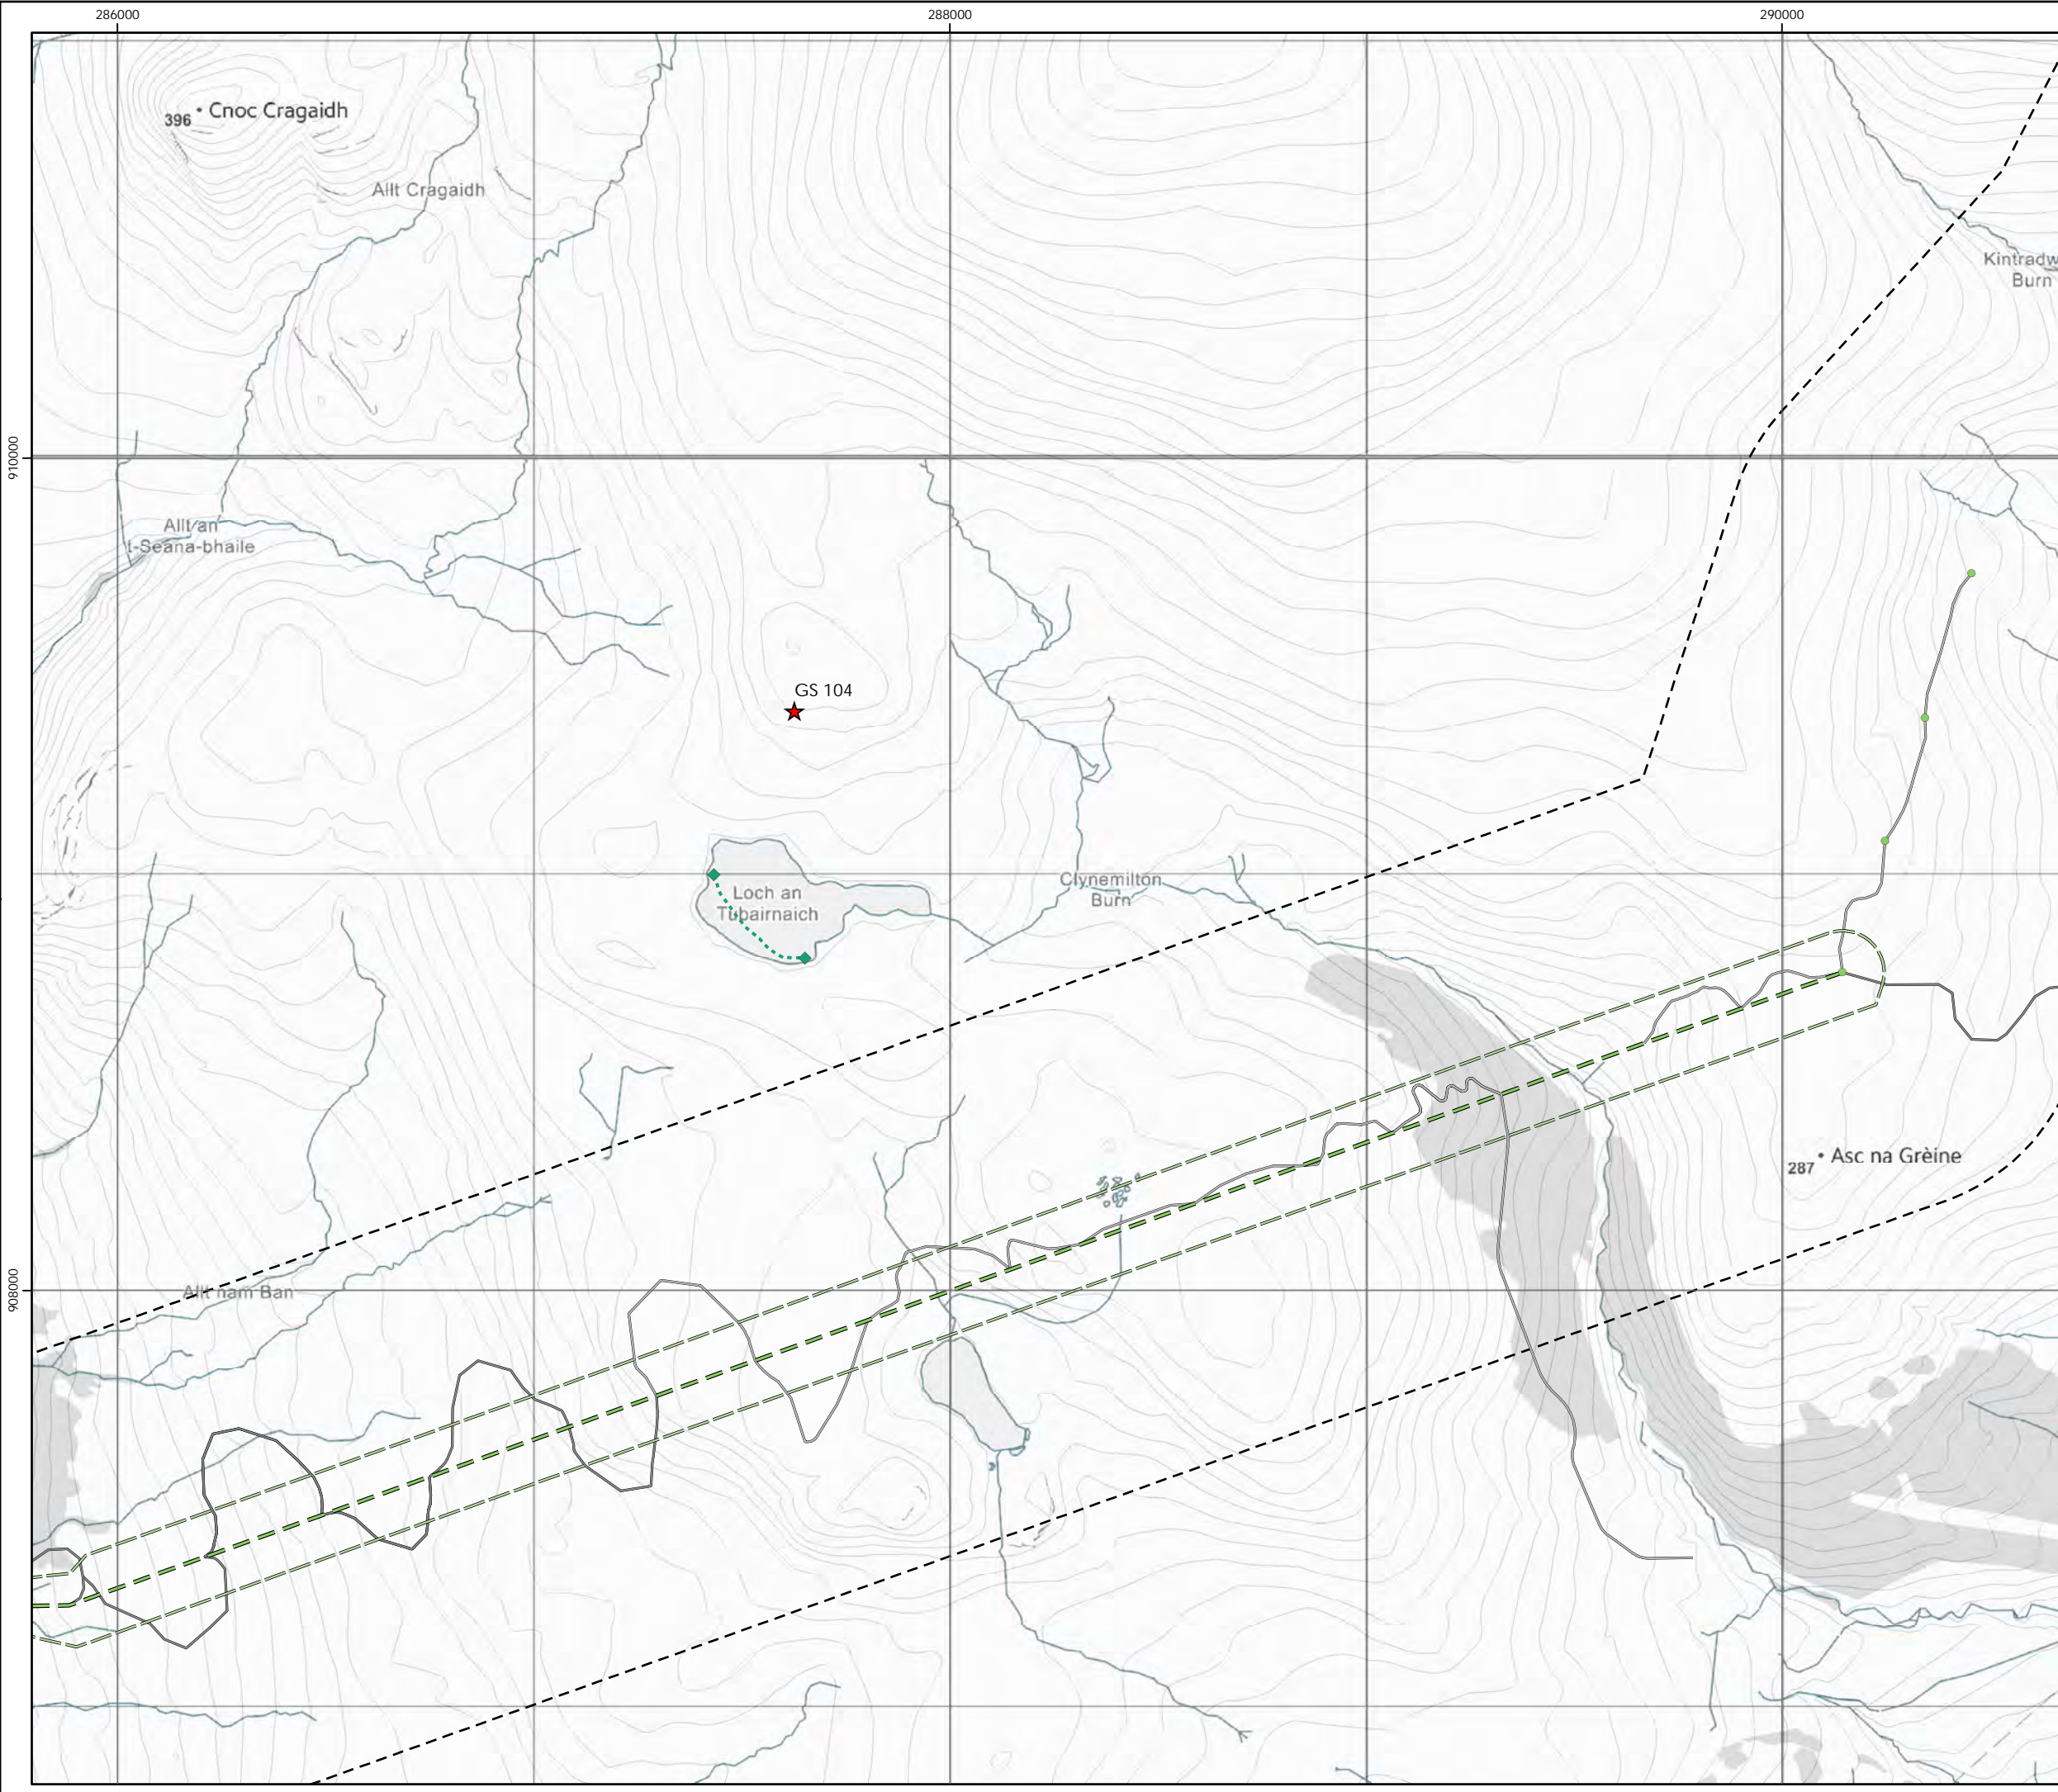 286000
288000
290000
396
Cnoc Cragaidh
Allt Cragaidh
Kintradw
Burn
910000
Allt an
t-Seana-bhaile
GS 104
Loch an
Tubairnaich
Clynemilton
Burn
287
Asc na Grèine
908000
Allt nam Ban